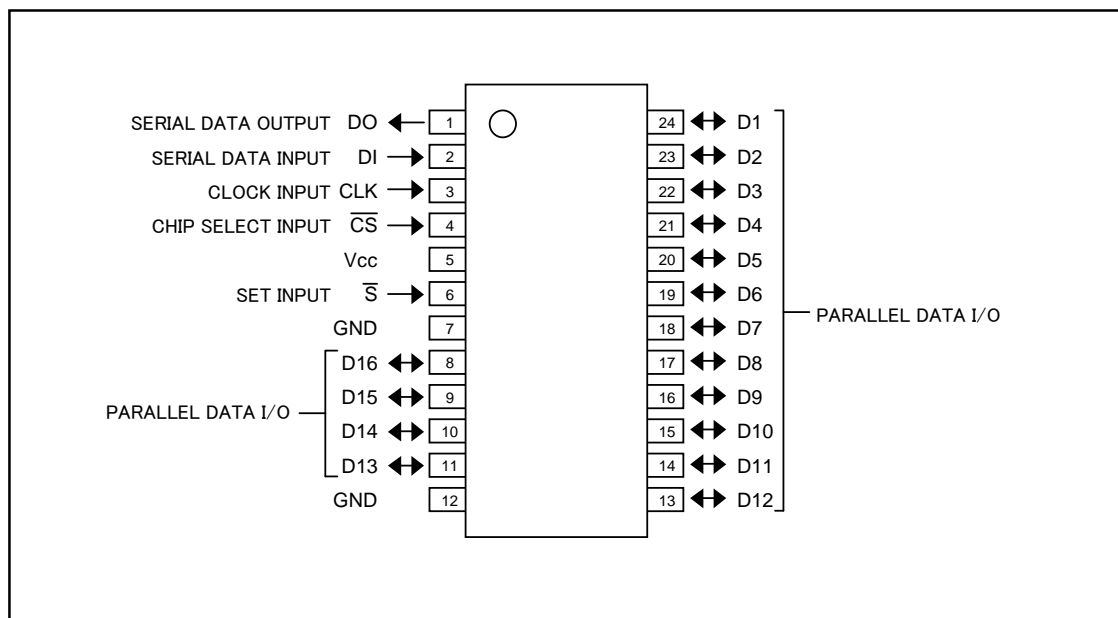 SERIAL DATA OUTPUT DO 1 24 D1
SERIAL DATA INPUT DI 2 23 D2
CLOCK INPUT CLK 3 22 D3
CHIP SELECT INPUT C̅S̅ 4 21 D4
Vcc 5 20 D5
SET INPUT S̅ 6 19 D6
GND 7 18 D7
PARALLEL DATA I/O
D16 8 17 D8
D15 9 16 D9
PARALLEL DATA I/O
D14 10 15 D10
D13 11 14 D11
GND 12 13 D12